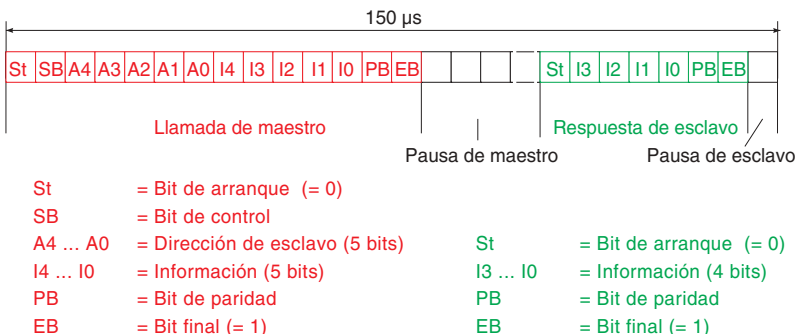 150 µs
St SB A4 A3 A2 A1 A0 I4 I3 I2 I1 I0 PB EB St I3 I2 I1 I0 PB EB
Llamada de maestro Respuesta de esclavo
Pausa de maestro Pausa de esclavo
St = Bit de arranque (= 0)
SB = Bit de control
A4 ... A0 = Dirección de esclavo (5 bits) St = Bit de arranque (= 0)
I4 ... I0 = Información (5 bits) I3 ... I0 = Información (4 bits)
PB = Bit de paridad PB = Bit de paridad
EB = Bit final (= 1) EB = Bit final (= 1)